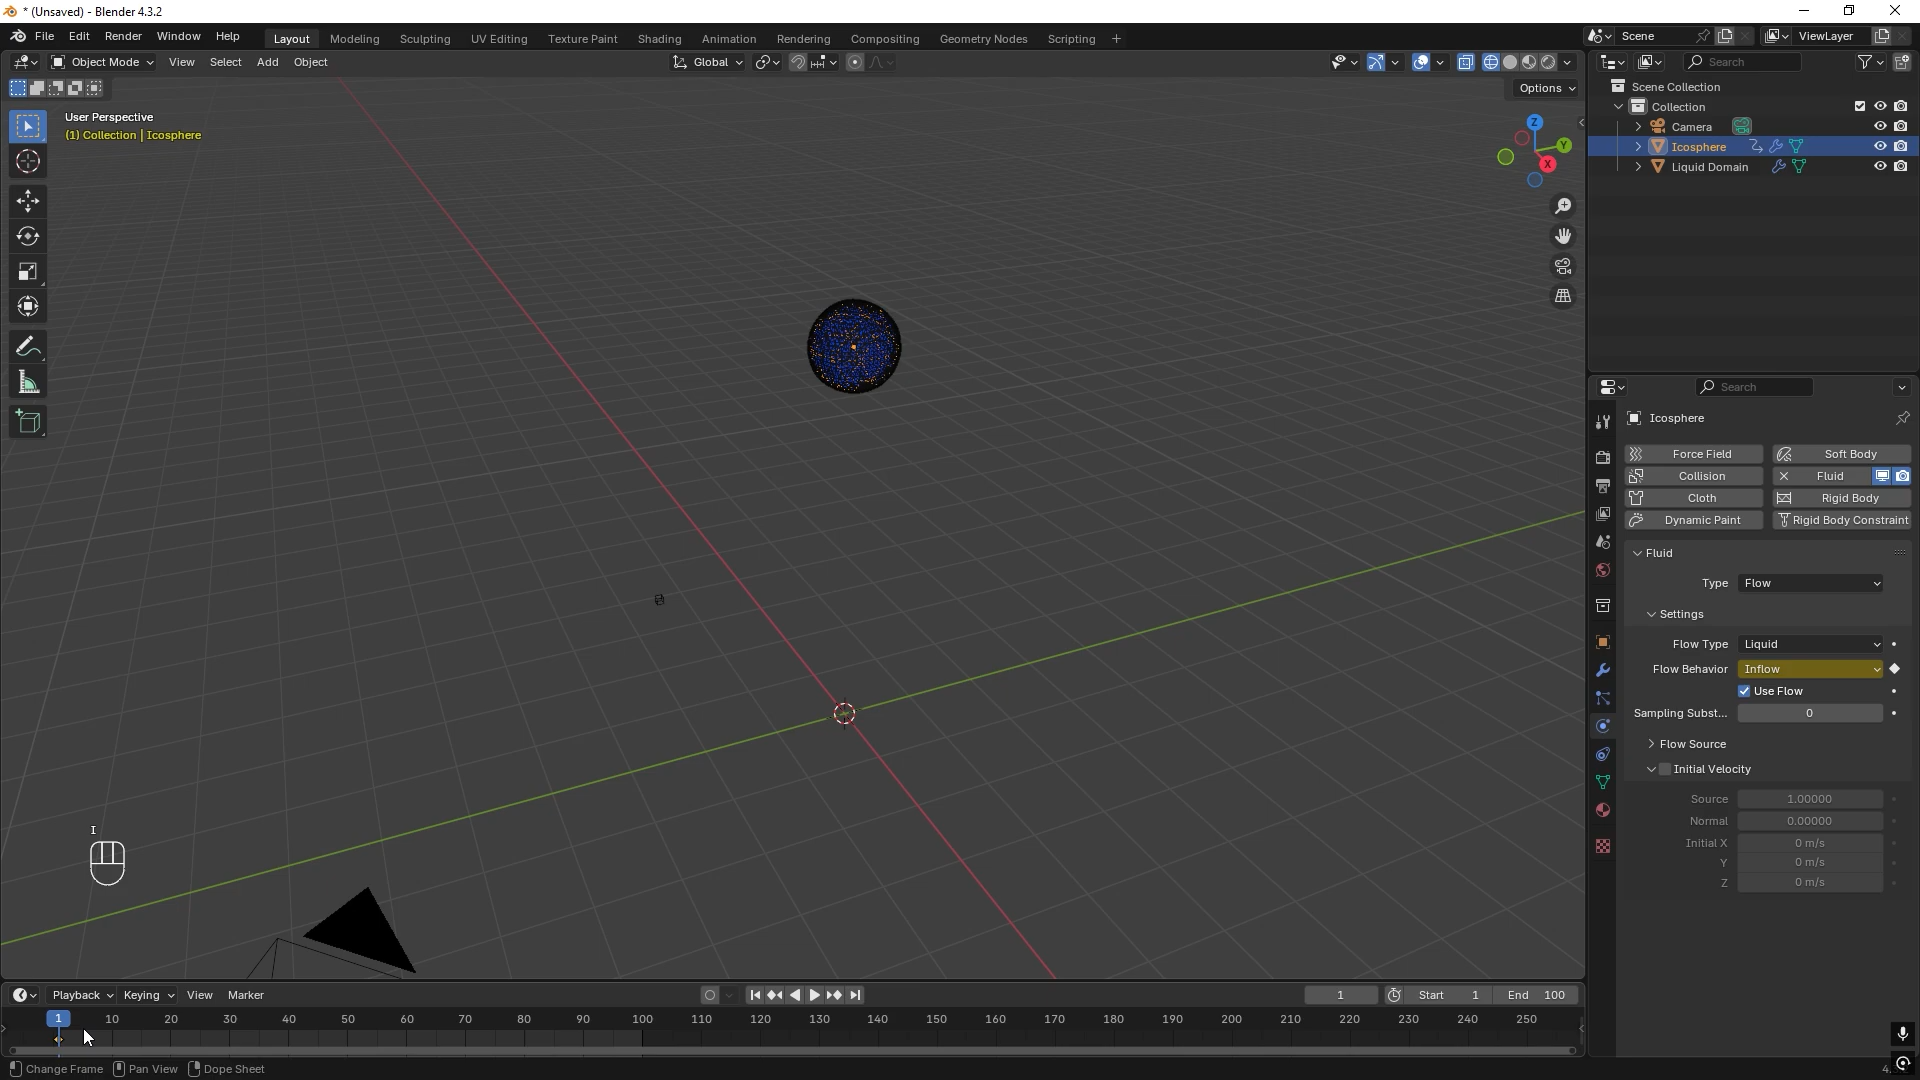 * (Unsaved) - Blender 4.3.2
File Edit Render Window Help Layout Modeling Sculpting UV Editing Texture Paint Shading Animation Rendering Compositing Geometry Nodes Scripting + Scene ViewLayer
Object Mode View Select Add Object Global Search
Options
User Perspective
(1) Collection | Icosphere
Z
Y
X
Scene Collection
Collection
Camera
Icosphere
Liquid Domain
Search
Icosphere
Force Field Soft Body
Collision Fluid
Cloth Rigid Body
Dynamic Paint Rigid Body Constraint
Fluid
Type Flow
Settings
Flow Type Liquid
Flow Behavior Inflow
Use Flow
Sampling Subst... 0
Flow Source
Initial Velocity
Source 1.00000
Normal 0.00000
Initial X 0 m/s
Y 0 m/s
Z 0 m/s
I
Playback Keying View Marker 1 Start 1 End 100
1 10 20 30 40 50 60 70 80 90 100 110 120 130 140 150 160 170 180 190 200 210 220 230 240 250
Change Frame Pan View Dope Sheet